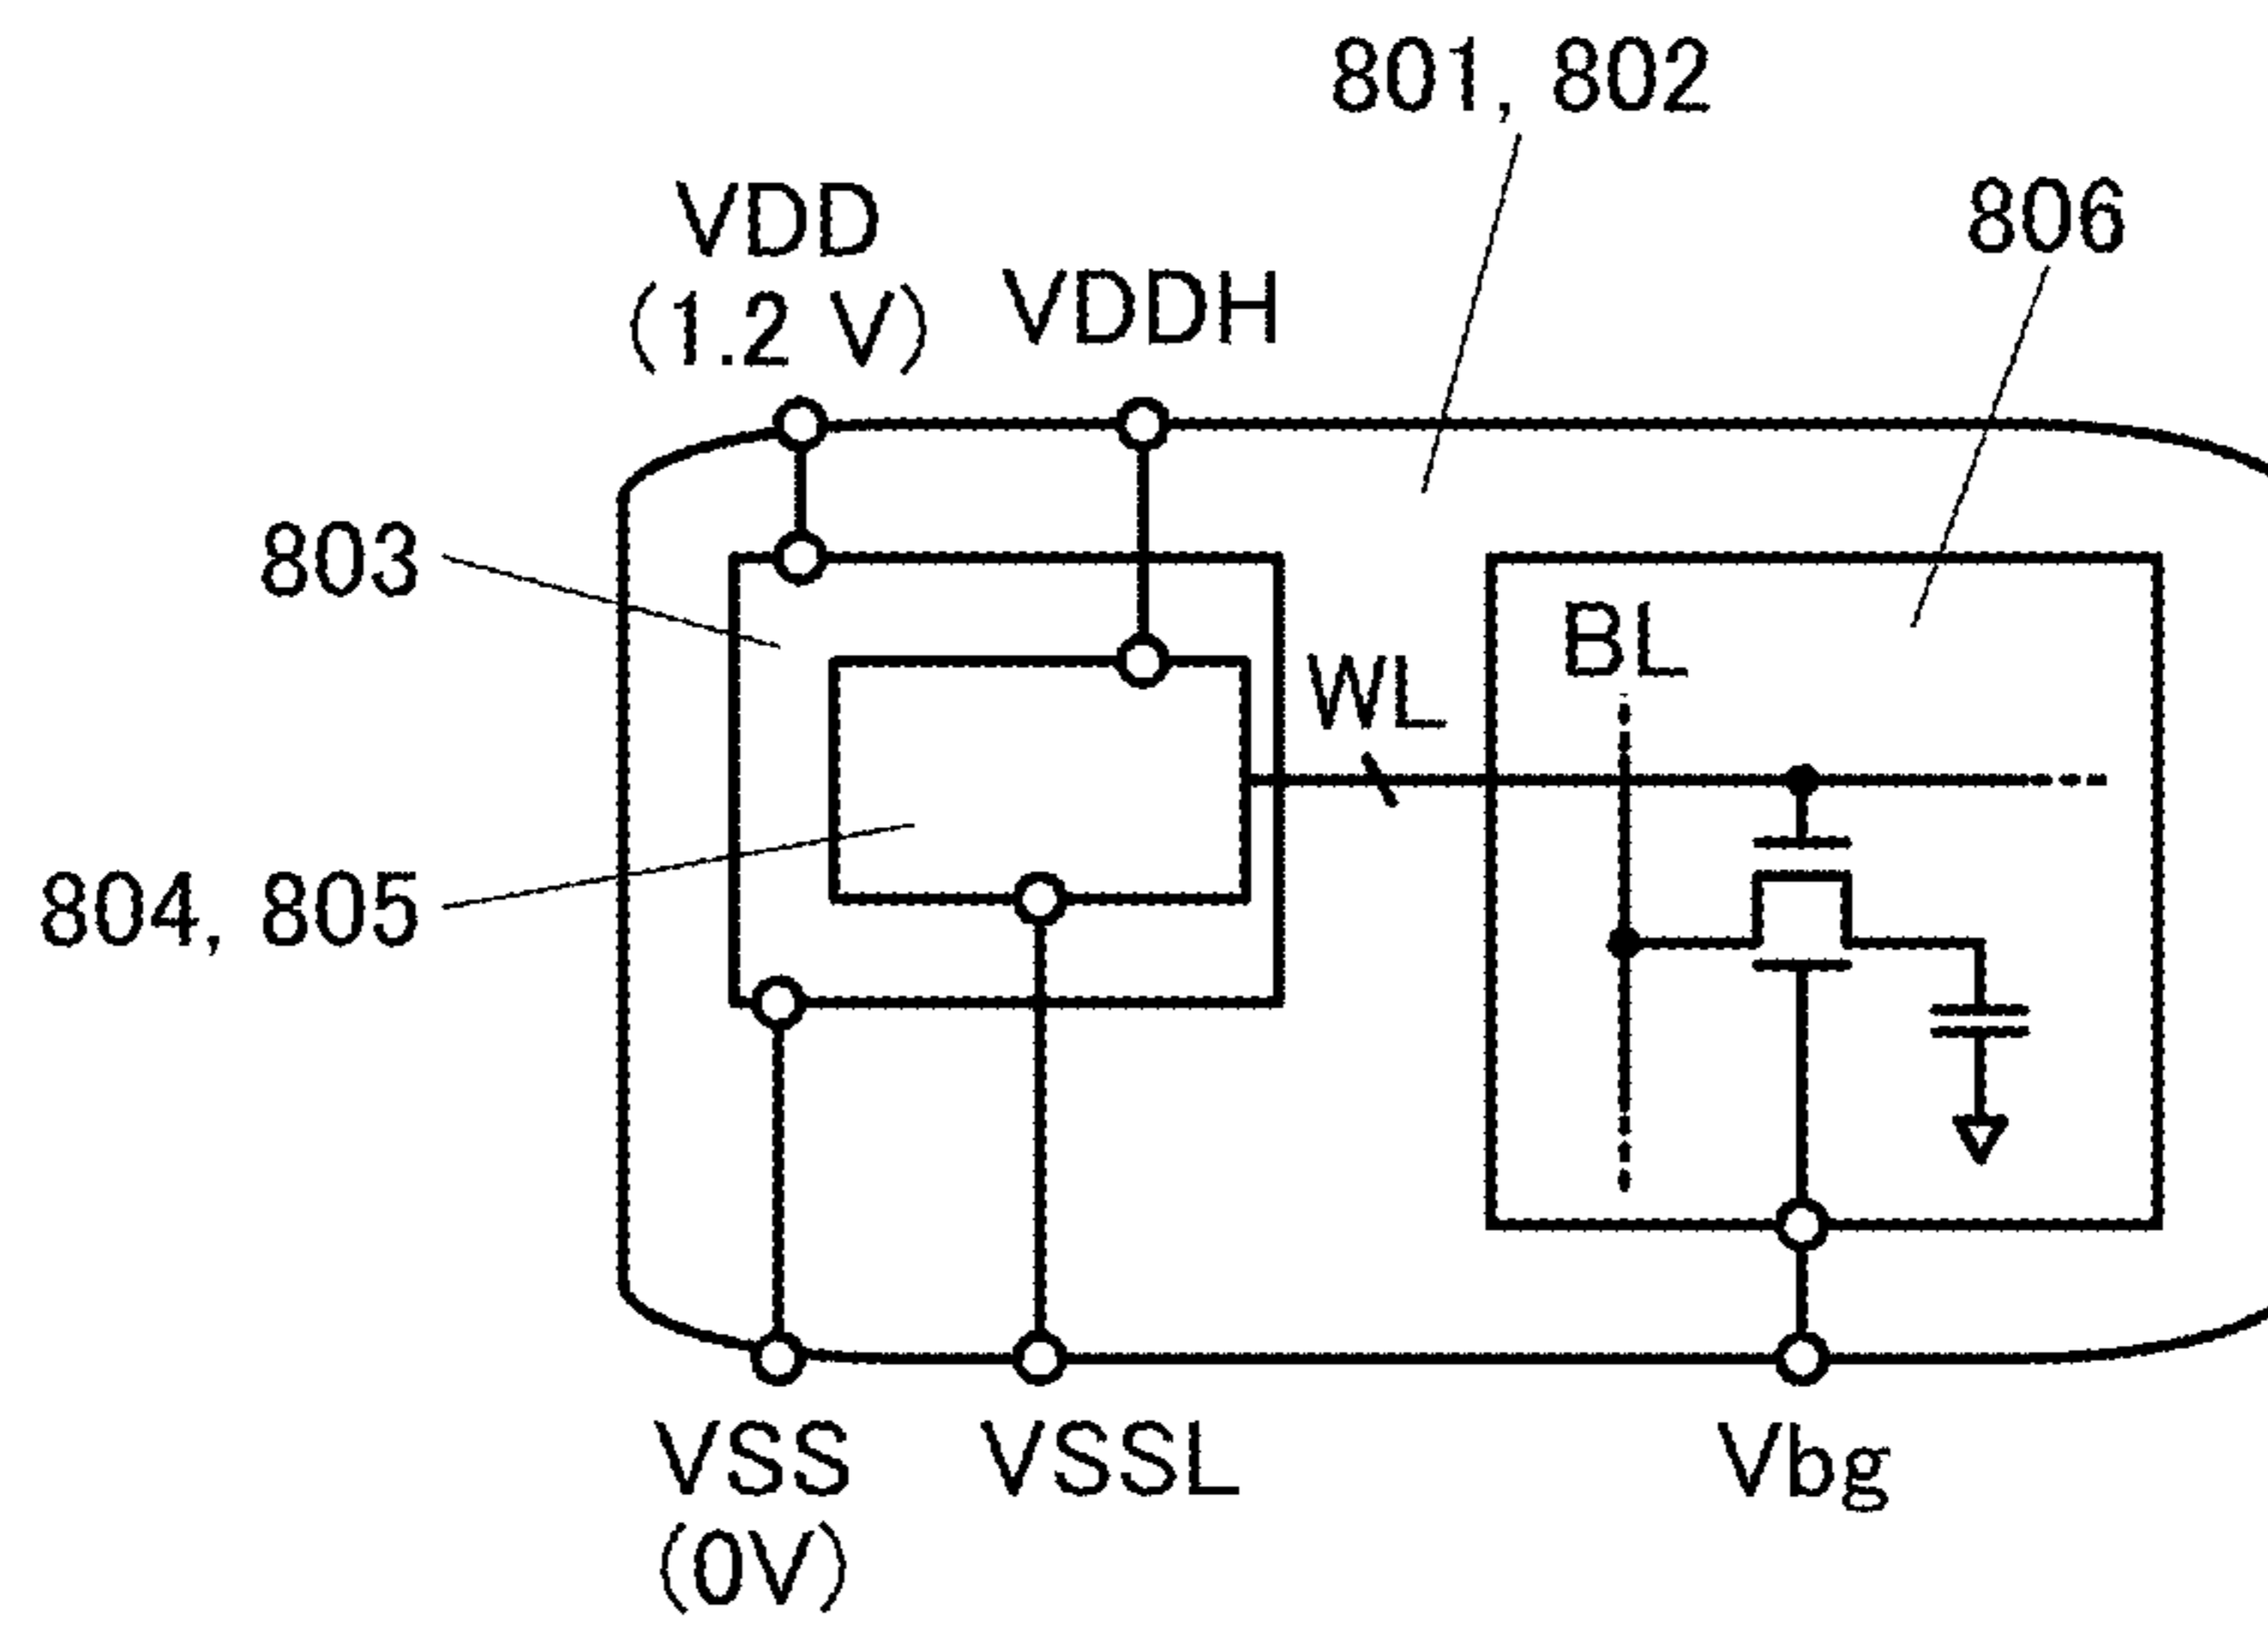 801, 802
VDD
(1.2 V)
VDDH
806
803
BL
WL
804, 805
VSS
(0V)
VSSL
Vbg